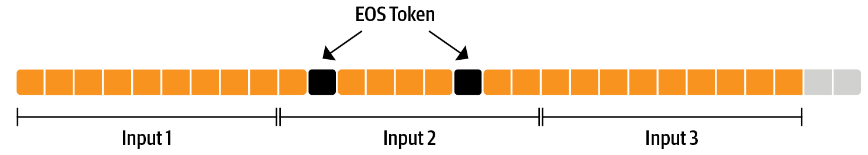 EOS Token
Input 1
Input 2
Input 3